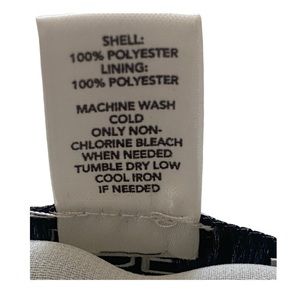 SHELL:
100% POLYESTER
LINING:
100% POLYESTER
MACHINE WASH
COLD
ONLY NON-
CHLORINE BLEACH
WHEN NEEDED
TUMBLE DRY LOW
COOL IRON
IF NEEDED